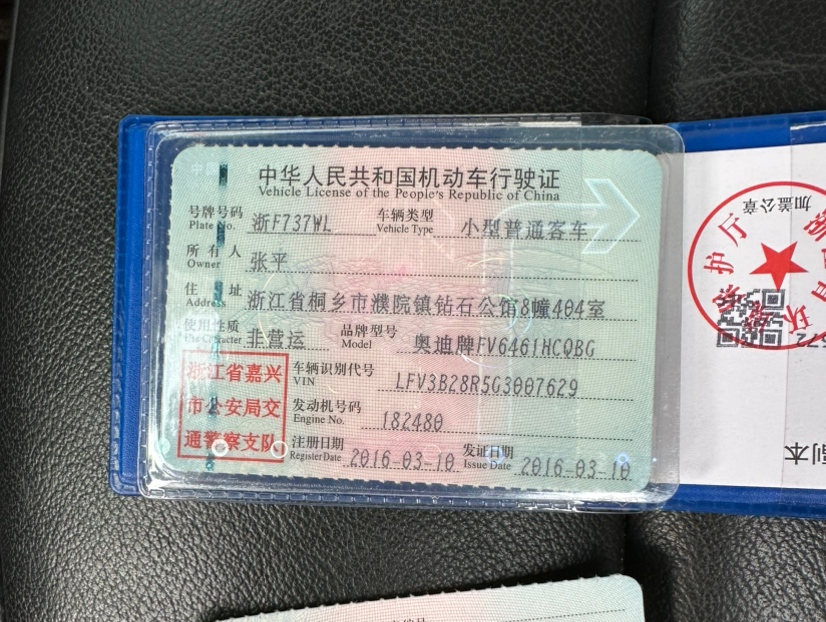 中华人民共和国机动车行驶证
Vehicle License of the People's Republic of China
号牌号码 浙F737WL 车辆类型 小型普通客车
Plate No. Vehicle Type
所有人 张平
Owner
住址 浙江省桐乡市濮院镇钻石公馆8幢404室
Address
使用性质 非营运 品牌型号 奥迪牌FV6461HCQBG
Use Character Model
浙江省嘉兴
市公安局交
通警察支队
车辆识别代号 LFV3B28R5G3007629
VIN
发动机号码 182480
Engine No.
注册日期 2016-03-10 发证日期 2016-03-10
Register Date Issue Date
加盖公章
副本